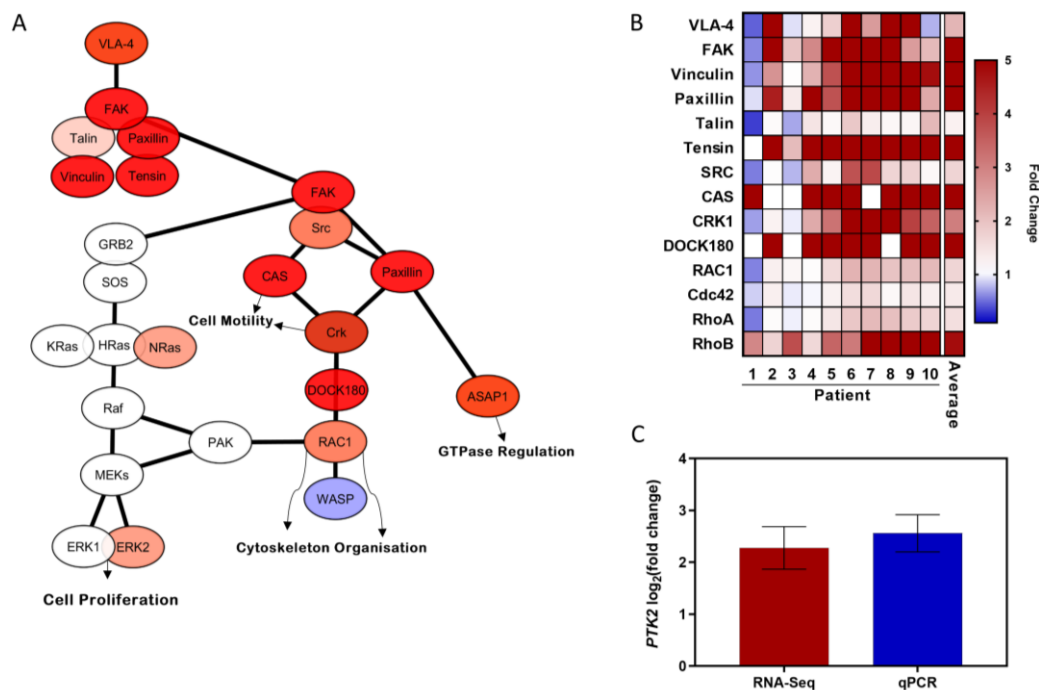 A
VLA-4
FAK
Talin
Paxillin
Vinculin
Tensin
FAK
Src
GRB2
SOS
CAS
Paxillin
Cell Motility
Crk
KRas
HRas
NRas
DOCK180
ASAP1
Raf
PAK
RAC1
GTPase Regulation
MEKs
WASP
ERK1
ERK2
Cytoskeleton Organisation
Cell Proliferation
B
VLA-4
FAK
Vinculin
Paxillin
Talin
Tensin
SRC
CAS
CRK1
DOCK180
RAC1
Cdc42
RhoA
RhoB
1 2 3 4 5 6 7 8 9 10
Patient
Average
5
4
3
2
1
Fold Change
C
PTK2 log2(fold change)
4
3
2
1
0
RNA-Seq qPCR